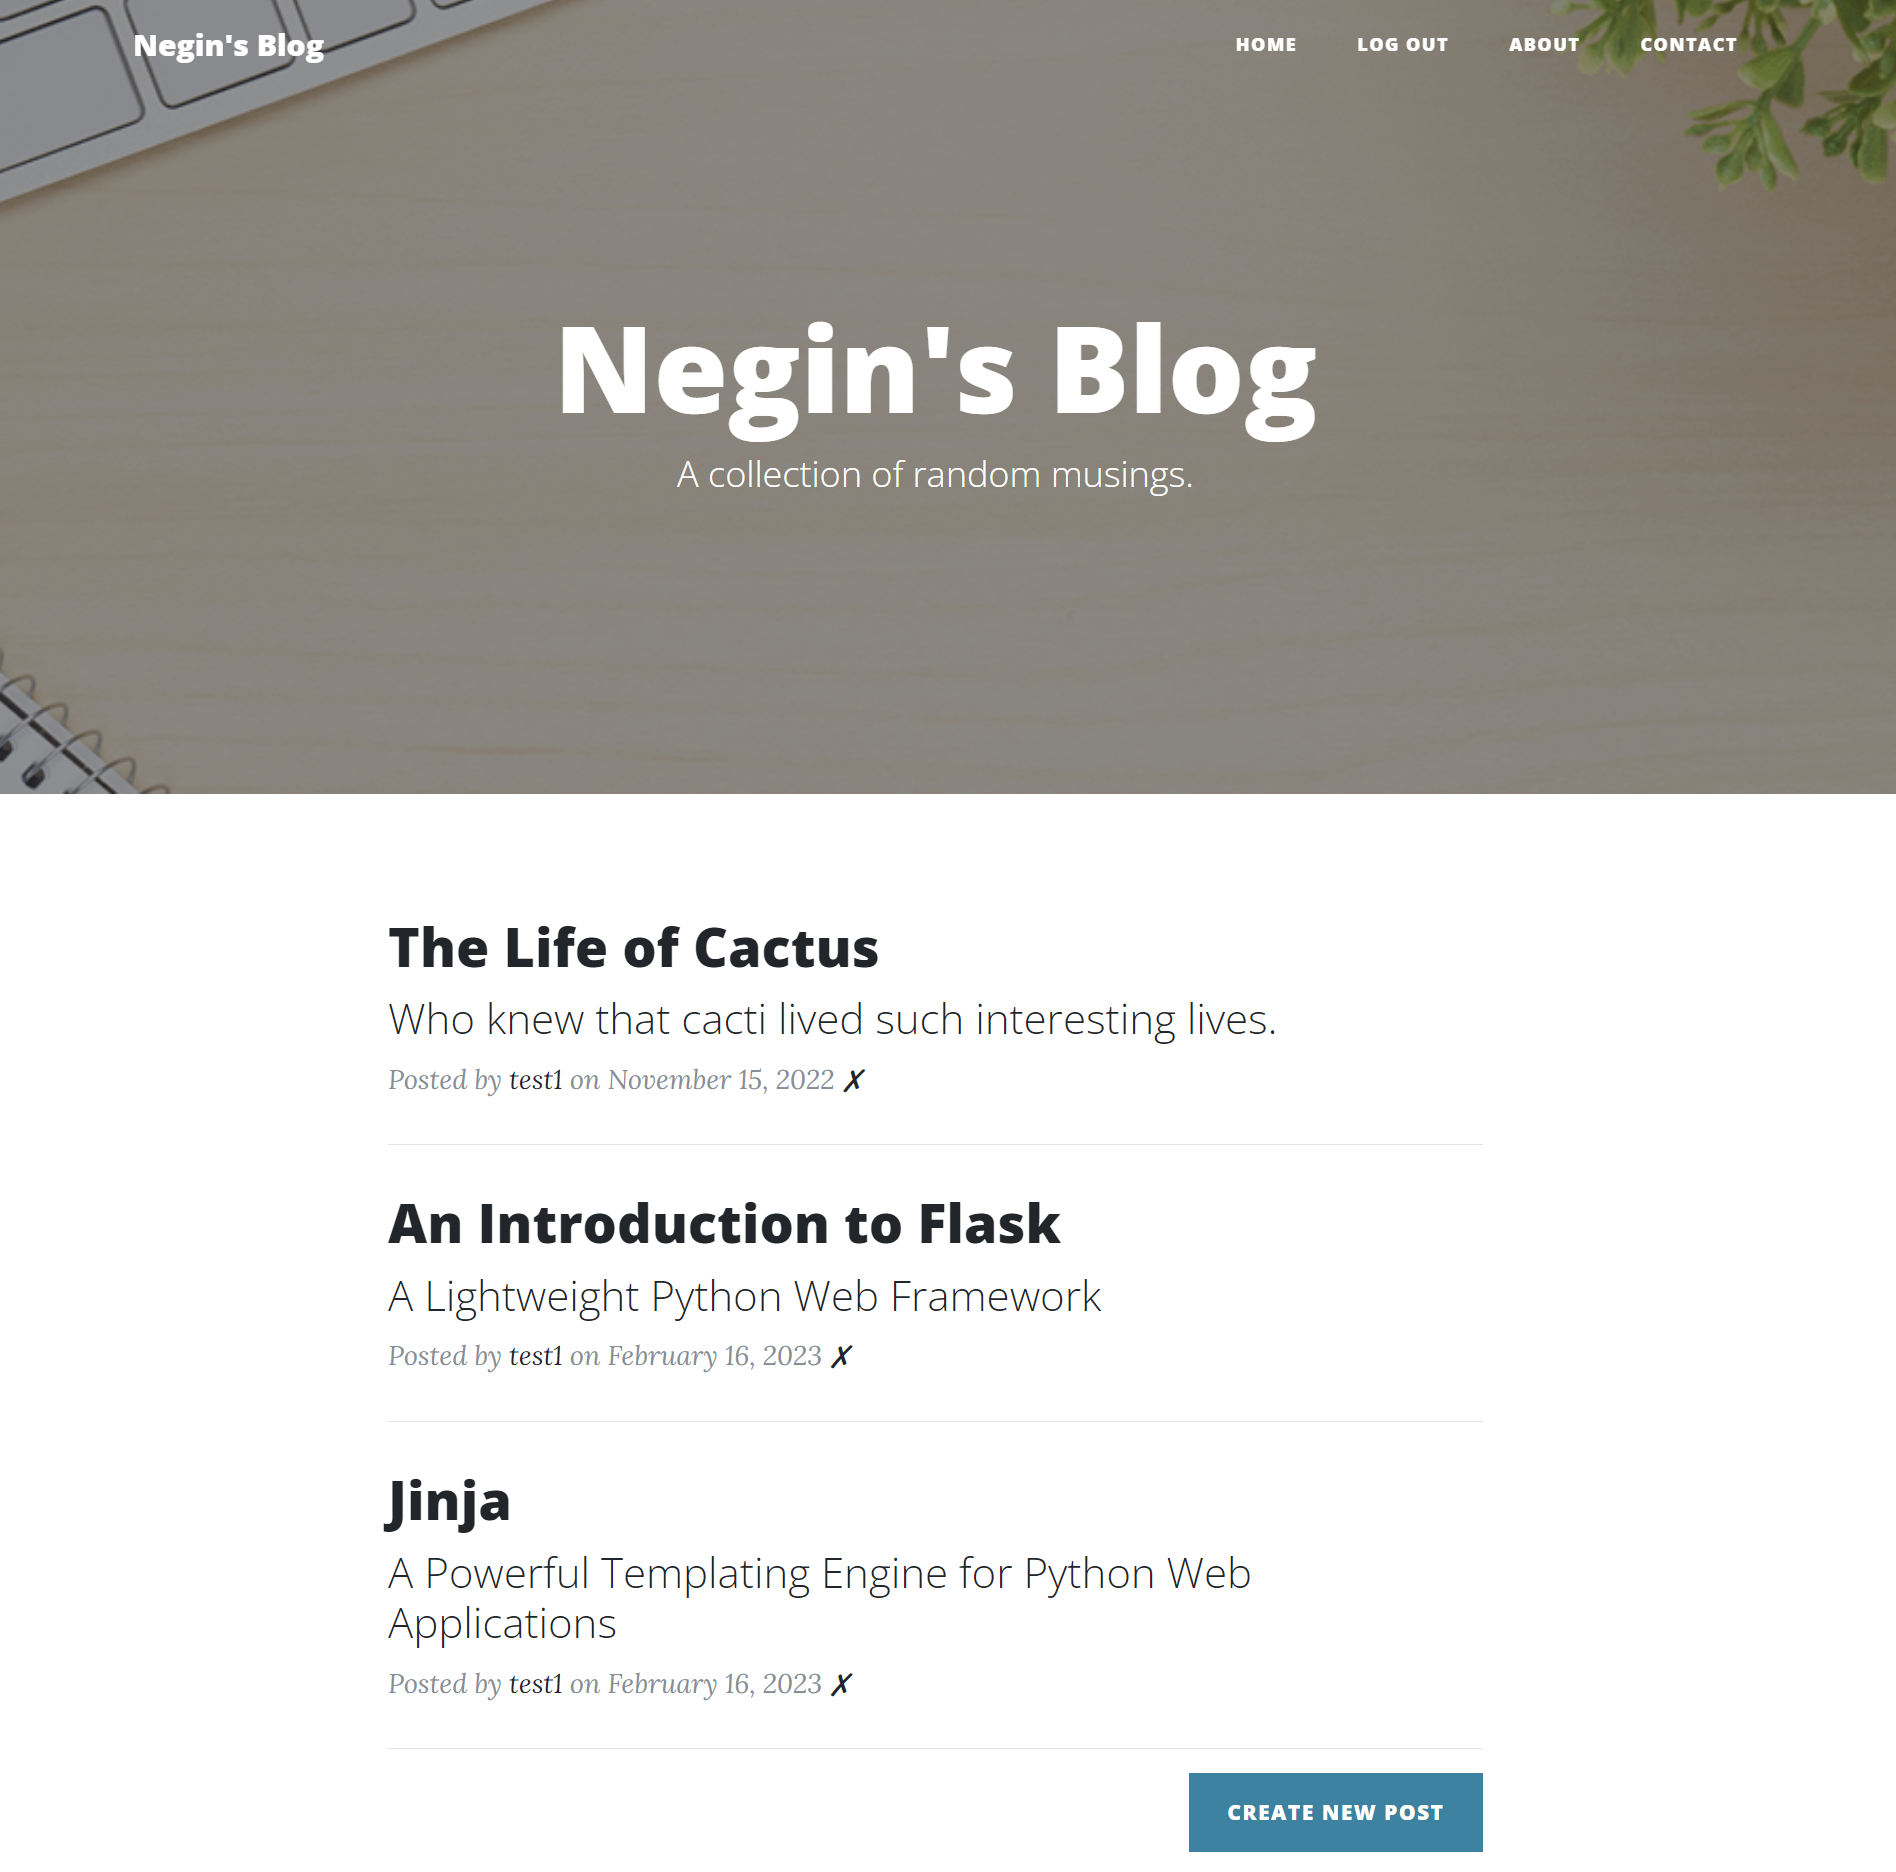 Negin's Blog
HOME LOG OUT ABOUT CONTACT
Negin's Blog
A collection of random musings.
The Life of Cactus
Who knew that cacti lived such interesting lives.
Posted by test1 on November 15, 2022 ✗
An Introduction to Flask
A Lightweight Python Web Framework
Posted by test1 on February 16, 2023 ✗
Jinja
A Powerful Templating Engine for Python Web
Applications
Posted by test1 on February 16, 2023 ✗
CREATE NEW POST